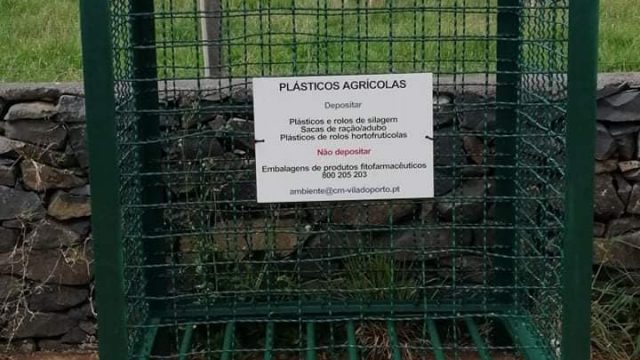 PLÁSTICOS AGRÍCOLAS
Depositar
Plásticos e rolos de silagem
Sacas de ração/adubo
Plásticos de rolos hortofrutícolas
Não depositar
Embalagens de produtos fitofarmacêuticos
800 205 203
ambiente@cm-viladoporto.pt